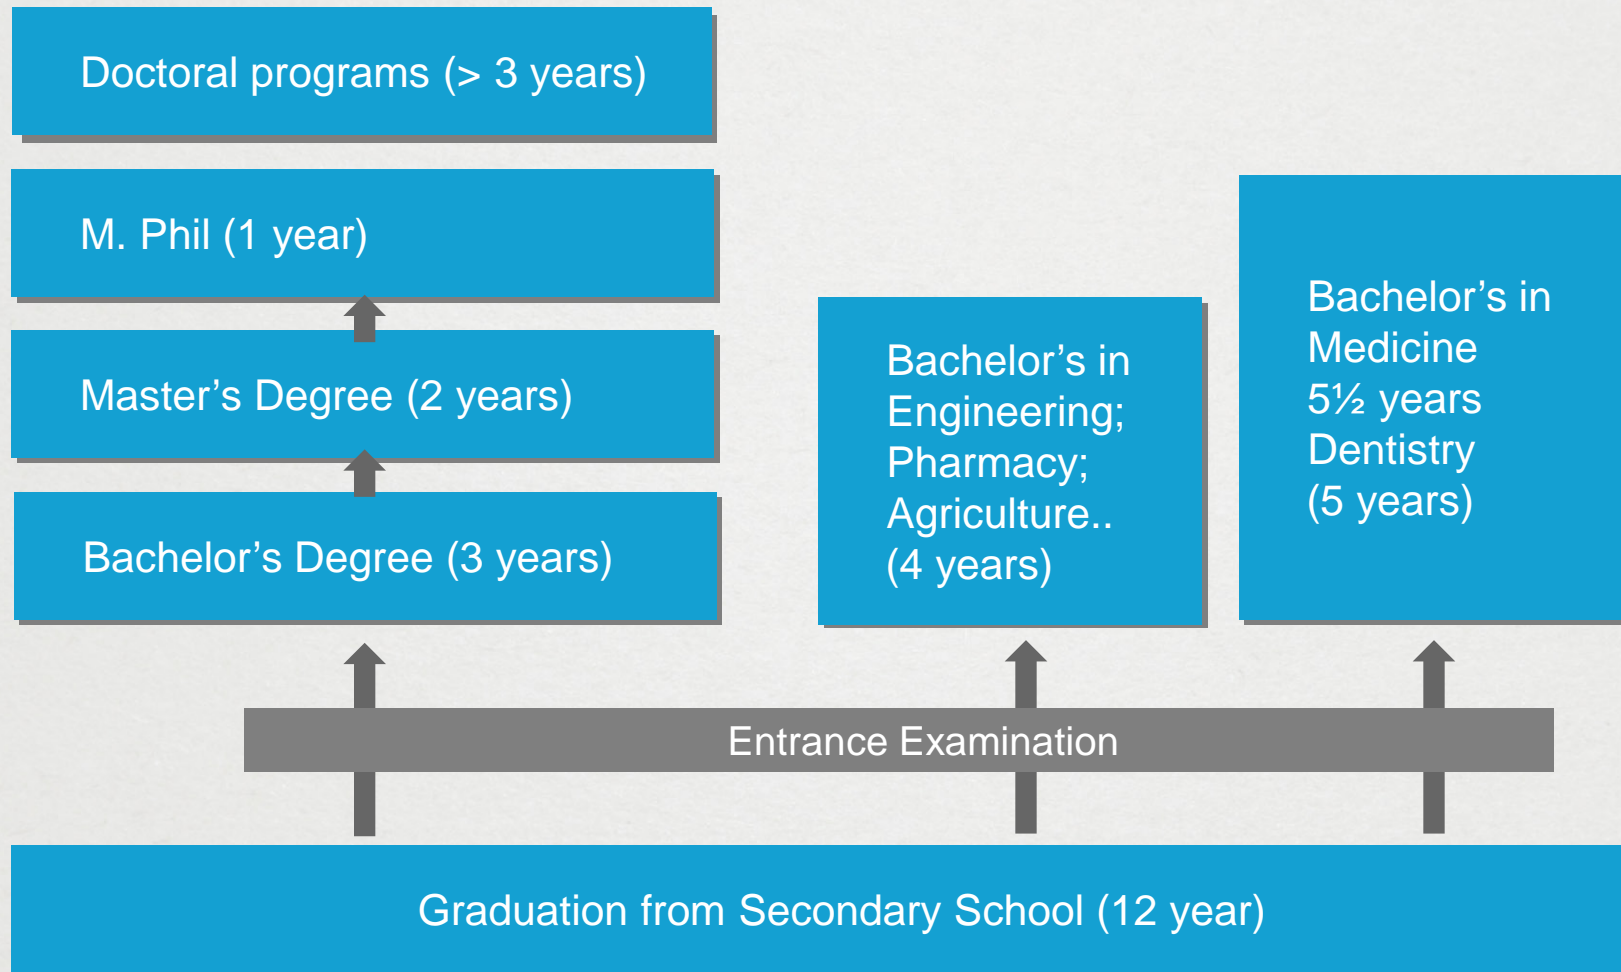 Doctoral programs (> 3 years)
M. Phil (1 year)
Master’s Degree (2 years)
Bachelor’s Degree (3 years)
Bachelor’s in
Engineering;
Pharmacy;
Agriculture..
(4 years)
Bachelor’s in
Medicine
5½ years
Dentistry
(5 years)
Entrance Examination
Graduation from Secondary School (12 year)